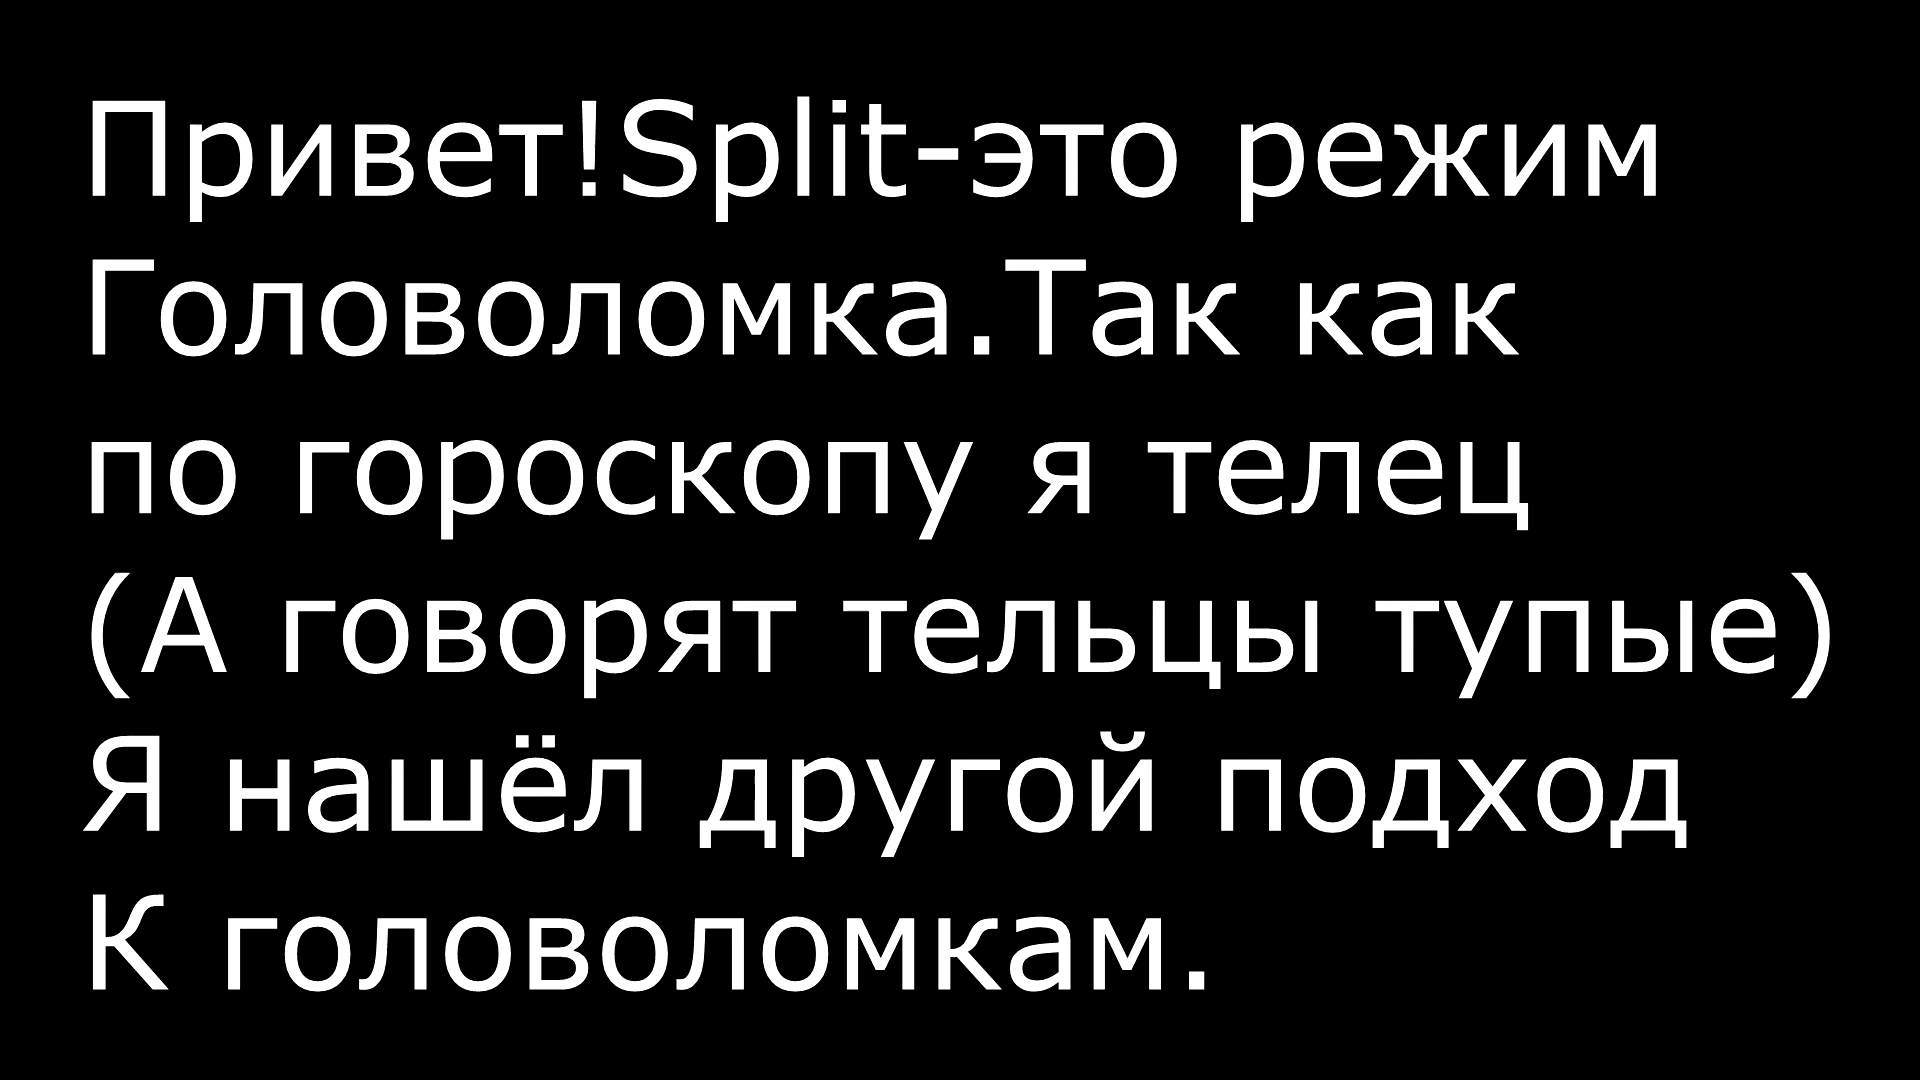 Привет!Split-это режим
Головоломка.Так как
по гороскопу я телец
(А говорят тельцы тупые)
Я нашёл другой подход
К головоломкам.